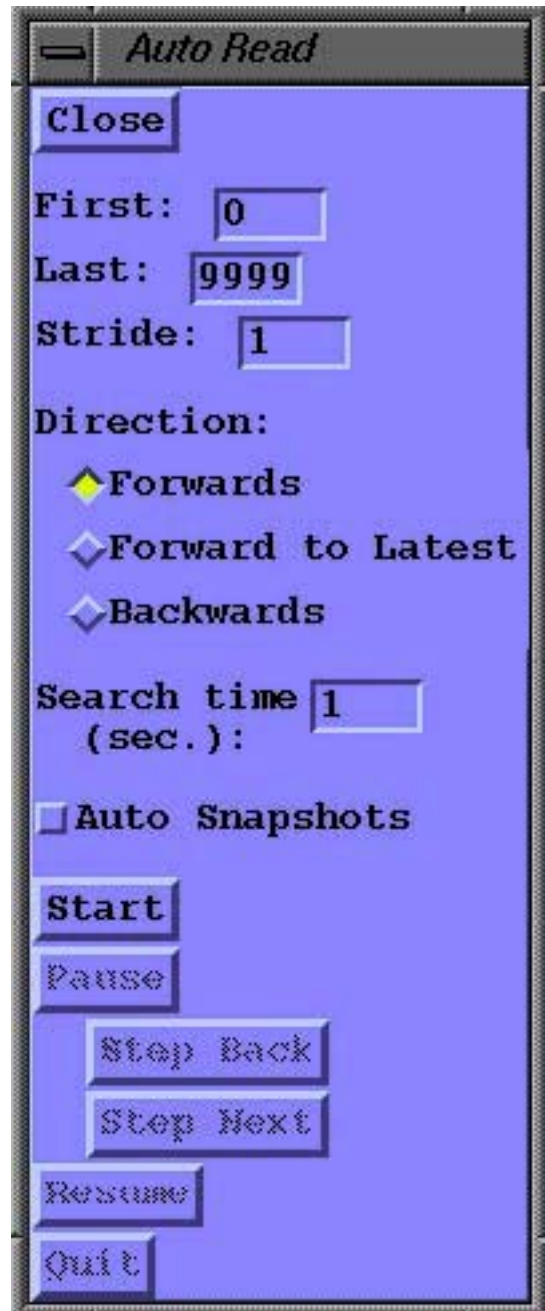 Auto Read
Close
First: 0
Last: 9999
Stride: 1
Direction:
Forwards
Forward to Latest
Backwards
Search time 1
(sec.):
Auto Snapshots
Start
Pause
Step Back
Step Next
Resume
Quit